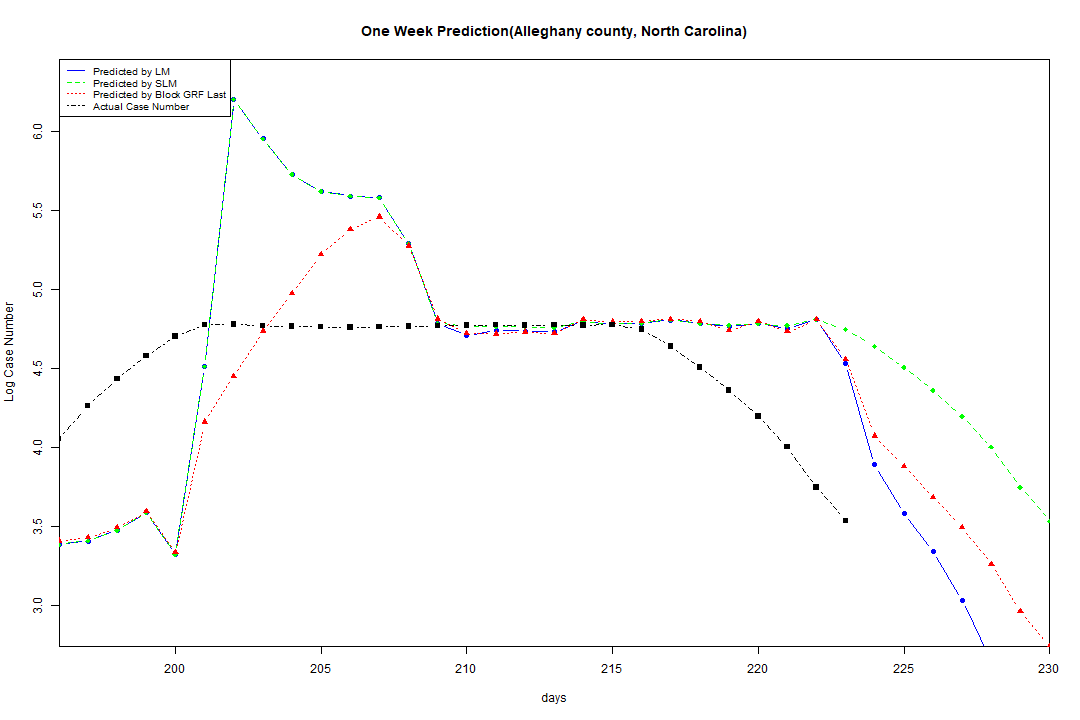 One Week Prediction(Alleghany county, North Carolina)
Predicted by LM
Predicted by SLM
Predicted by Block GRF Last
Actual Case Number
Log Case Number
6.0
5.5
5.0
4.5
4.0
3.5
3.0
200 205 210 215 220 225 230
days